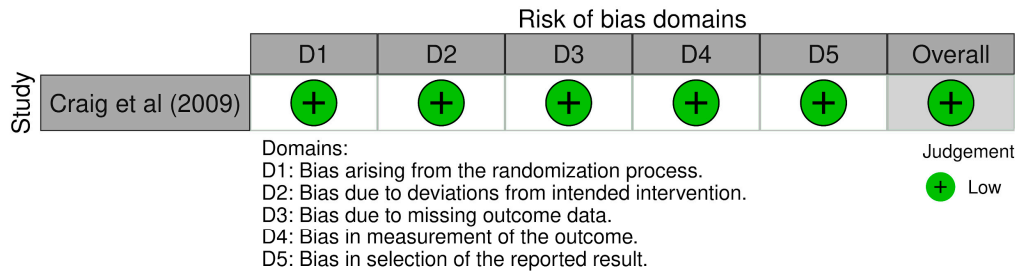 Risk of bias domains
D1 D2 D3 D4 D5 Overall
Study
Craig et al (2009) + + + + + +
Domains:
D1: Bias arising from the randomization process.
D2: Bias due to deviations from intended intervention.
D3: Bias due to missing outcome data.
D4: Bias in measurement of the outcome.
D5: Bias in selection of the reported result.
Judgement
+ Low